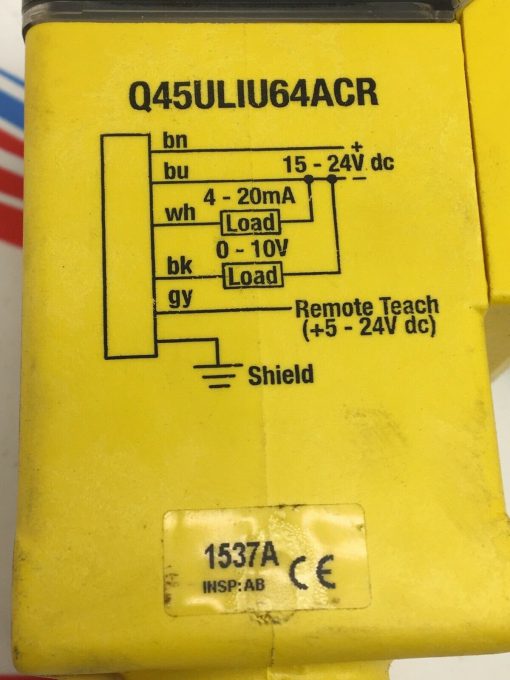 Q45ULIU64ACR
bn +
15 - 24V dc
bu -
4 - 20mA
wh Load
0 - 10V
bk Load
gy
Remote Teach
(+5 - 24V dc)
Shield
1537A
INSP:AB CE